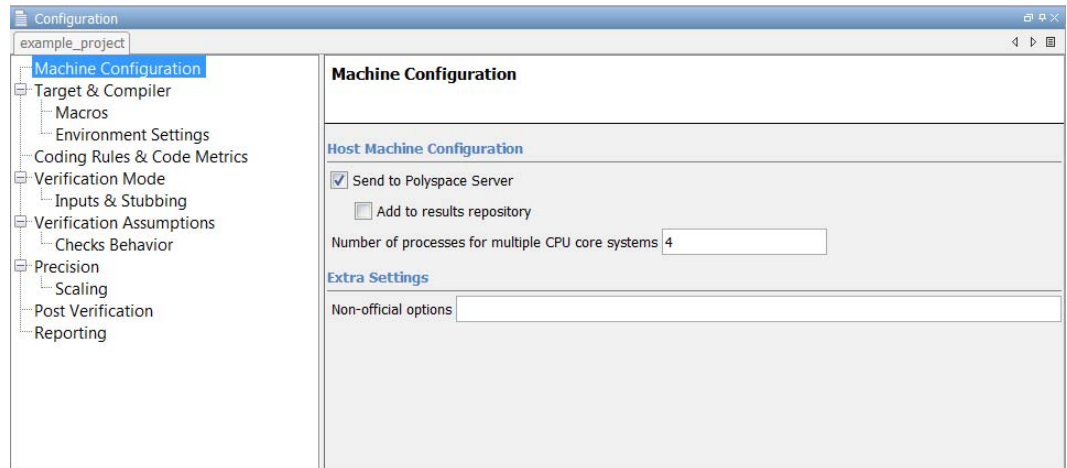 Configuration
example_project
Machine Configuration
Target & Compiler
Macros
Environment Settings
Coding Rules & Code Metrics
Verification Mode
Inputs & Stubbing
Verification Assumptions
Checks Behavior
Precision
Scaling
Post Verification
Reporting
Machine Configuration
Host Machine Configuration
Send to Polyspace Server
Add to results repository
Number of processes for multiple CPU core systems 4
Extra Settings
Non-official options